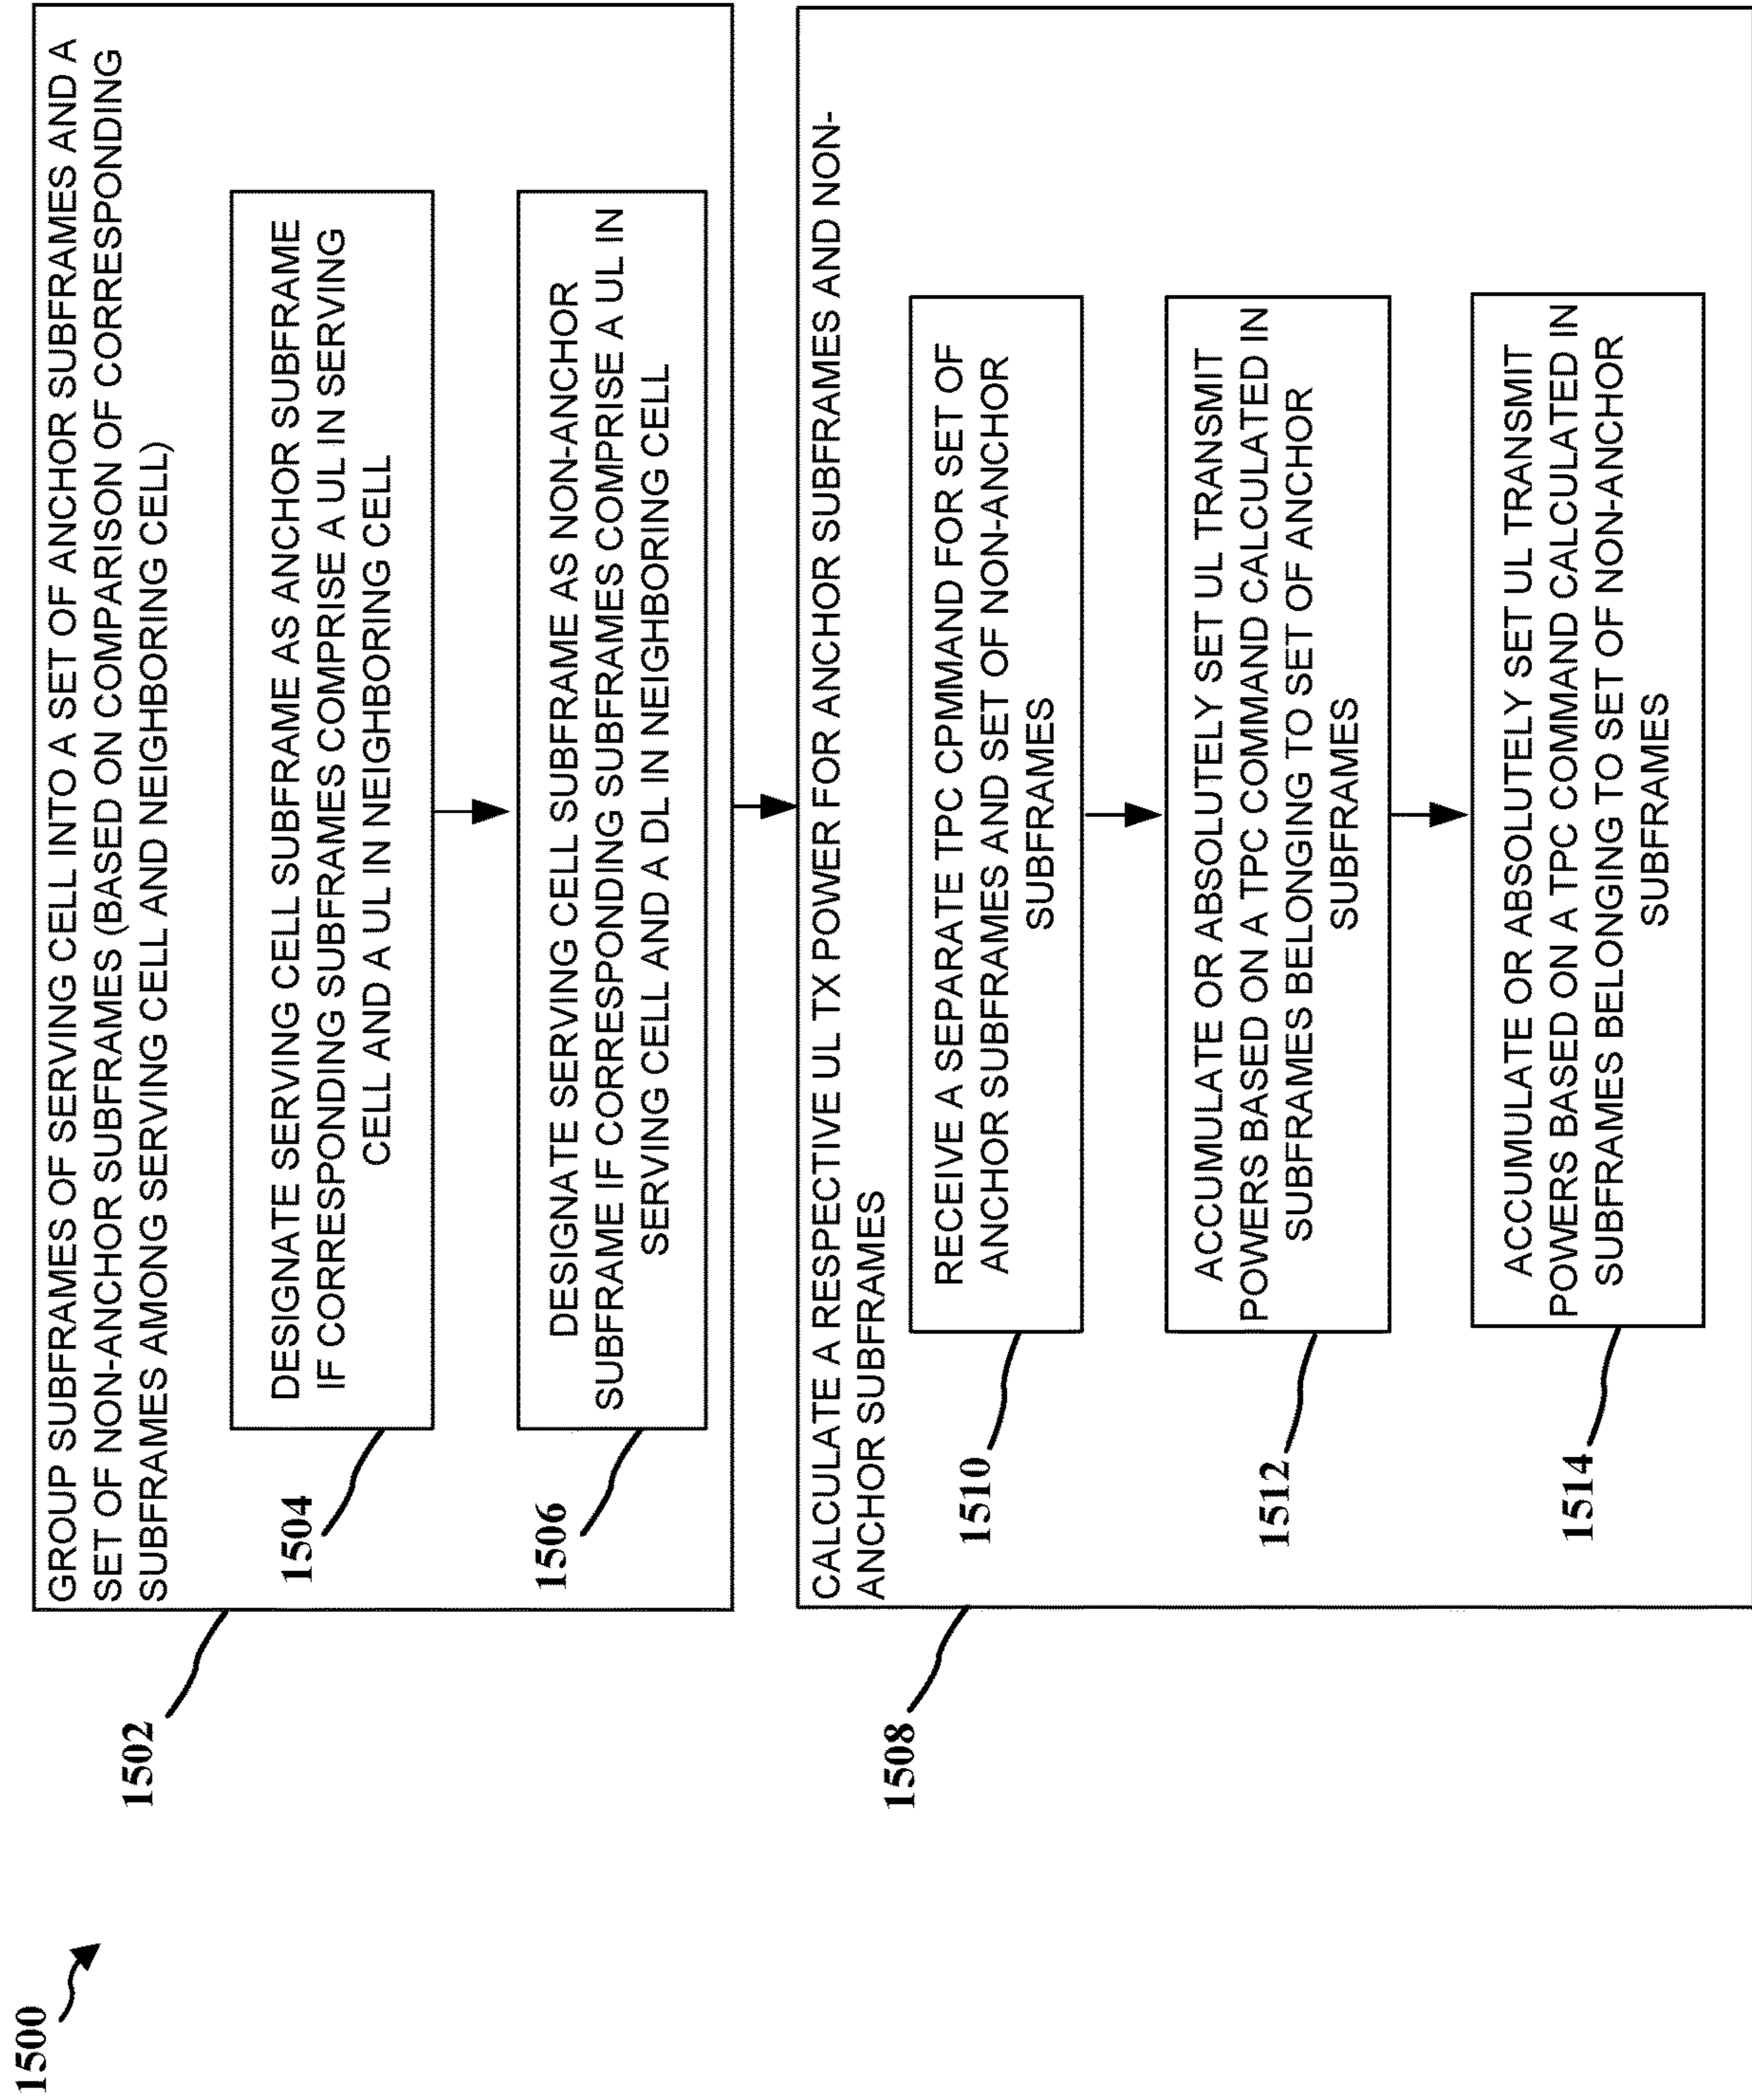 1500
1502
GROUP SUBFRAMES OF SERVING CELL INTO A SET OF ANCHOR SUBFRAMES AND A
SET OF NON-ANCHOR SUBFRAMES (BASED ON COMPARISON OF CORRESPONDING
SUBFRAMES AMONG SERVING CELL AND NEIGHBORING CELL)
1504
DESIGNATE SERVING CELL SUBFRAME AS ANCHOR SUBFRAME
IF CORRESPONDING SUBFRAMES COMPRISE A UL IN SERVING
CELL AND A UL IN NEIGHBORING CELL
1506
DESIGNATE SERVING CELL SUBFRAME AS NON-ANCHOR
SUBFRAME IF CORRESPONDING SUBFRAMES COMPRISE A UL IN
SERVING CELL AND A DL IN NEIGHBORING CELL
1508
CALCULATE A RESPECTIVE UL TX POWER FOR ANCHOR SUBFRAMES AND NON-
ANCHOR SUBFRAMES
1510
RECEIVE A SEPARATE TPC CPMMAND FOR SET OF
ANCHOR SUBFRAMES AND SET OF NON-ANCHOR
SUBFRAMES
1512
ACCUMULATE OR ABSOLUTELY SET UL TRANSMIT
POWERS BASED ON A TPC COMMAND CALCULATED IN
SUBFRAMES BELONGING TO SET OF ANCHOR
SUBFRAMES
1514
ACCUMULATE OR ABSOLUTELY SET UL TRANSMIT
POWERS BASED ON A TPC COMMAND CALCULATED IN
SUBFRAMES BELONGING TO SET OF NON-ANCHOR
SUBFRAMES